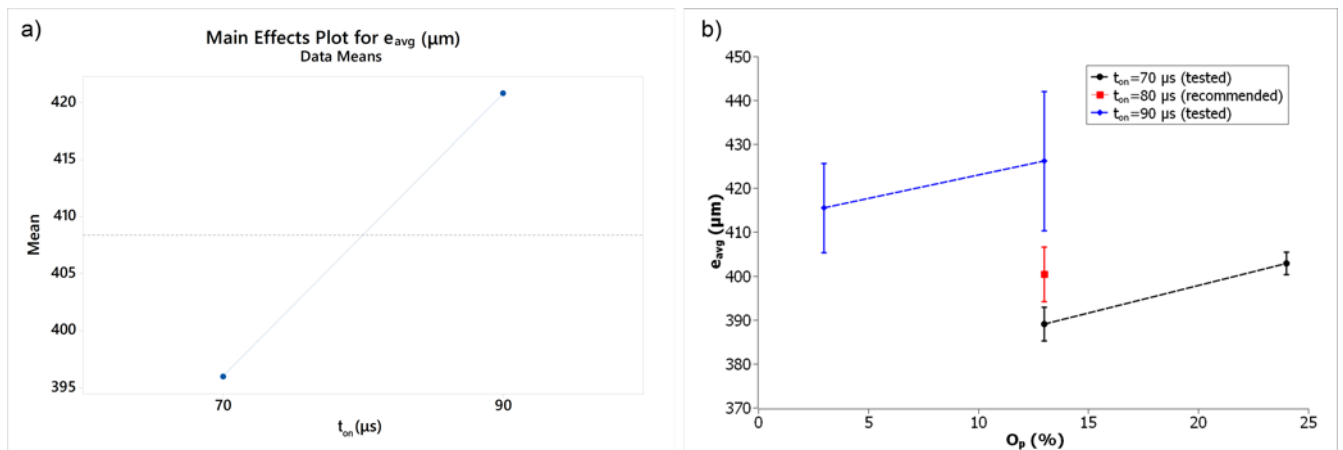 a)
Main Effects Plot for eavg (μm)
Data Means
Mean
420
415
410
405
400
395
70
90
ton(μs)
b)
450
440
430
420
410
400
390
380
370
eavg (μm)
ton=70 μs (tested)
ton=80 μs (recommended)
ton=90 μs (tested)
0
5
10
15
20
25
Op (%)